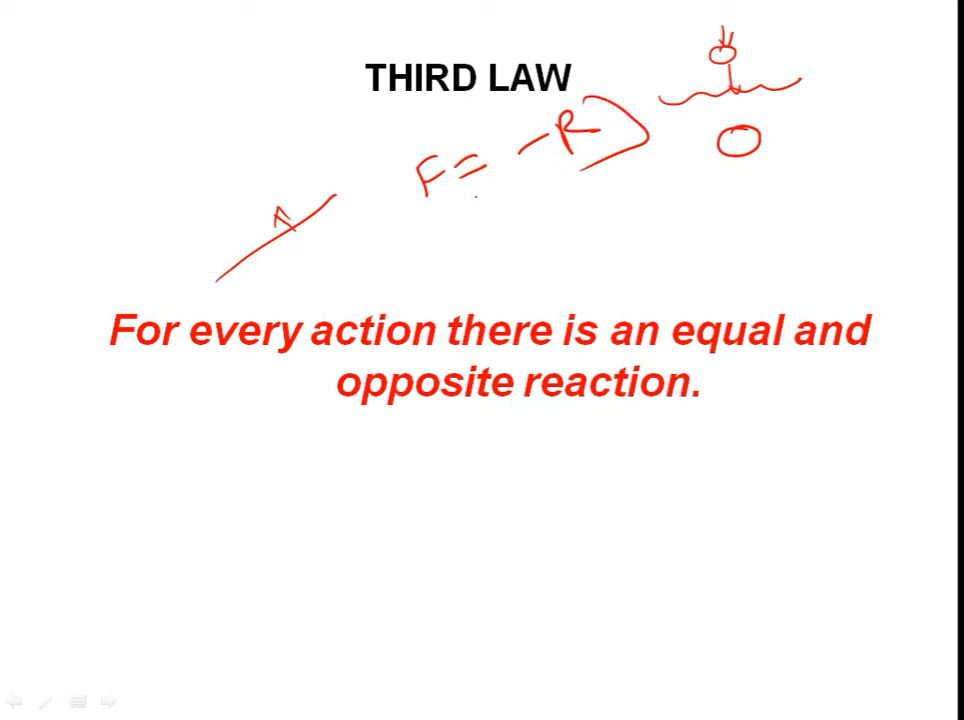 THIRD LAW
F = -R
For every action there is an equal and
opposite reaction.